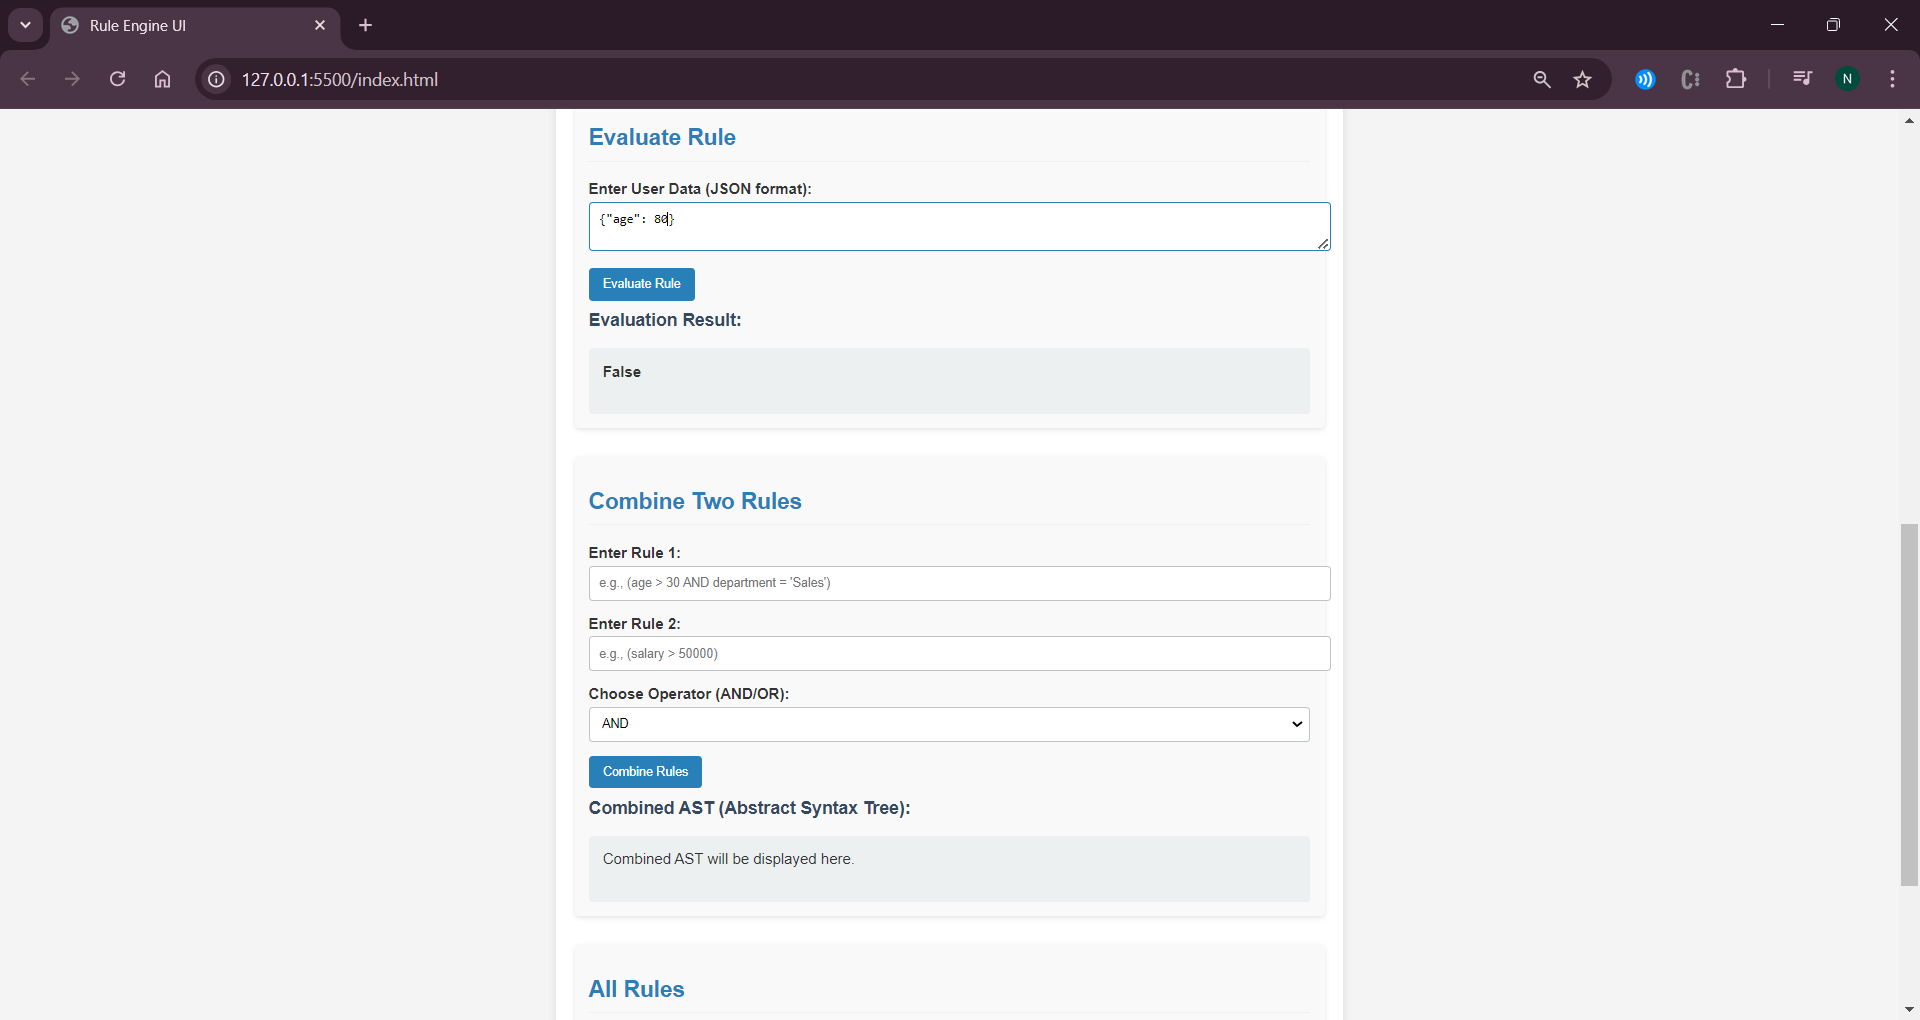 Rule Engine UI
127.0.0.1:5500/index.html
N
Evaluate Rule
Enter User Data (JSON format):
{"age": 80}
Evaluate Rule
Evaluation Result:
False
Combine Two Rules
Enter Rule 1:
e.g., (age > 30 AND department = 'Sales')
Enter Rule 2:
e.g., (salary > 50000)
Choose Operator (AND/OR):
AND
Combine Rules
Combined AST (Abstract Syntax Tree):
Combined AST will be displayed here.
All Rules